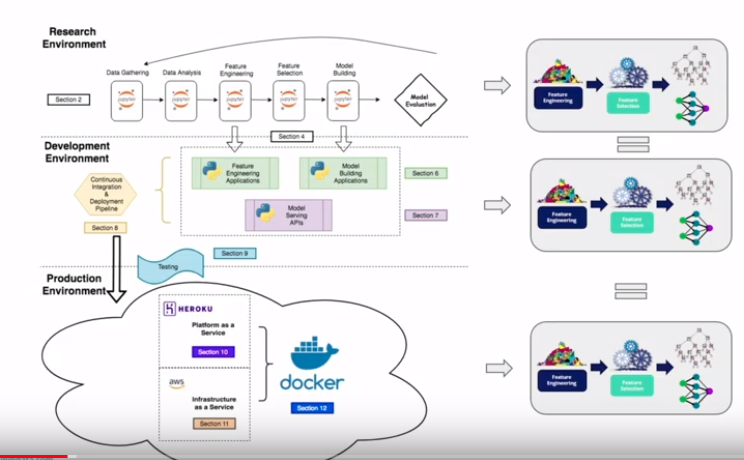 Research
Environment
Data Gathering
Data Analysis
Feature
Engineering
Feature
Selection
Model
Building
Section 2
jupyter
jupyter
jupyter
jupyter
jupyter
Model
Evaluation
Section 4
Feature
Engineering
Feature
Selection
Development
Environment
Continuous
Integration
&
Deployment
Pipeline
Section 8
Feature
Engineering
Applications
Model
Building
Applications
Section 6
Model
Serving
APIs
Section 7
Feature
Engineering
Feature
Selection
Testing
Section 9
Production
Environment
HEROKU
Platform as a
Service
Section 10
aws
Infrastructure
as a Service
Section 11
docker
Section 12
Feature
Engineering
Feature
Selection